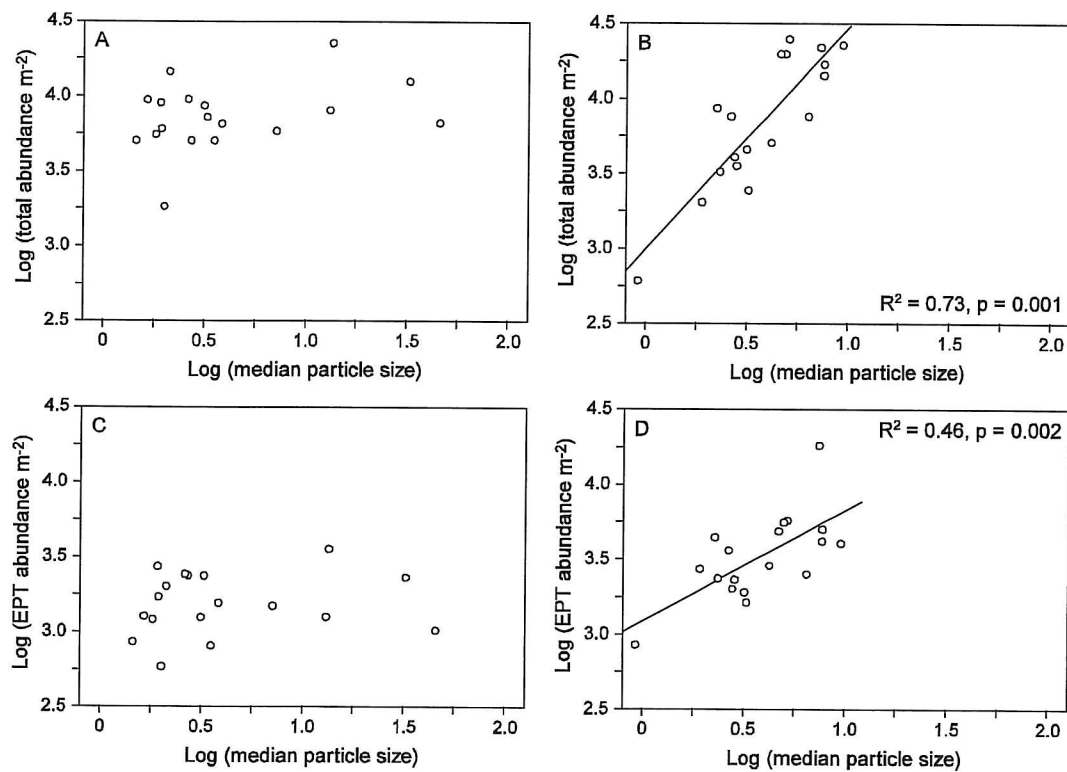 A
4.5
4.0
3.5
3.0
2.5
Log (total abundance m-2)
0 0.5 1.0 1.5 2.0
Log (median particle size)
B
4.5
4.0
3.5
3.0
2.5
Log (total abundance m-2)
R2 = 0.73, p = 0.001
0 0.5 1.0 1.5 2.0
Log (median particle size)
C
4.5
4.0
3.5
3.0
2.5
Log (EPT abundance m-2)
0 0.5 1.0 1.5 2.0
Log (median particle size)
D
R2 = 0.46, p = 0.002
4.5
4.0
3.5
3.0
2.5
Log (EPT abundance m-2)
0 0.5 1.0 1.5 2.0
Log (median particle size)